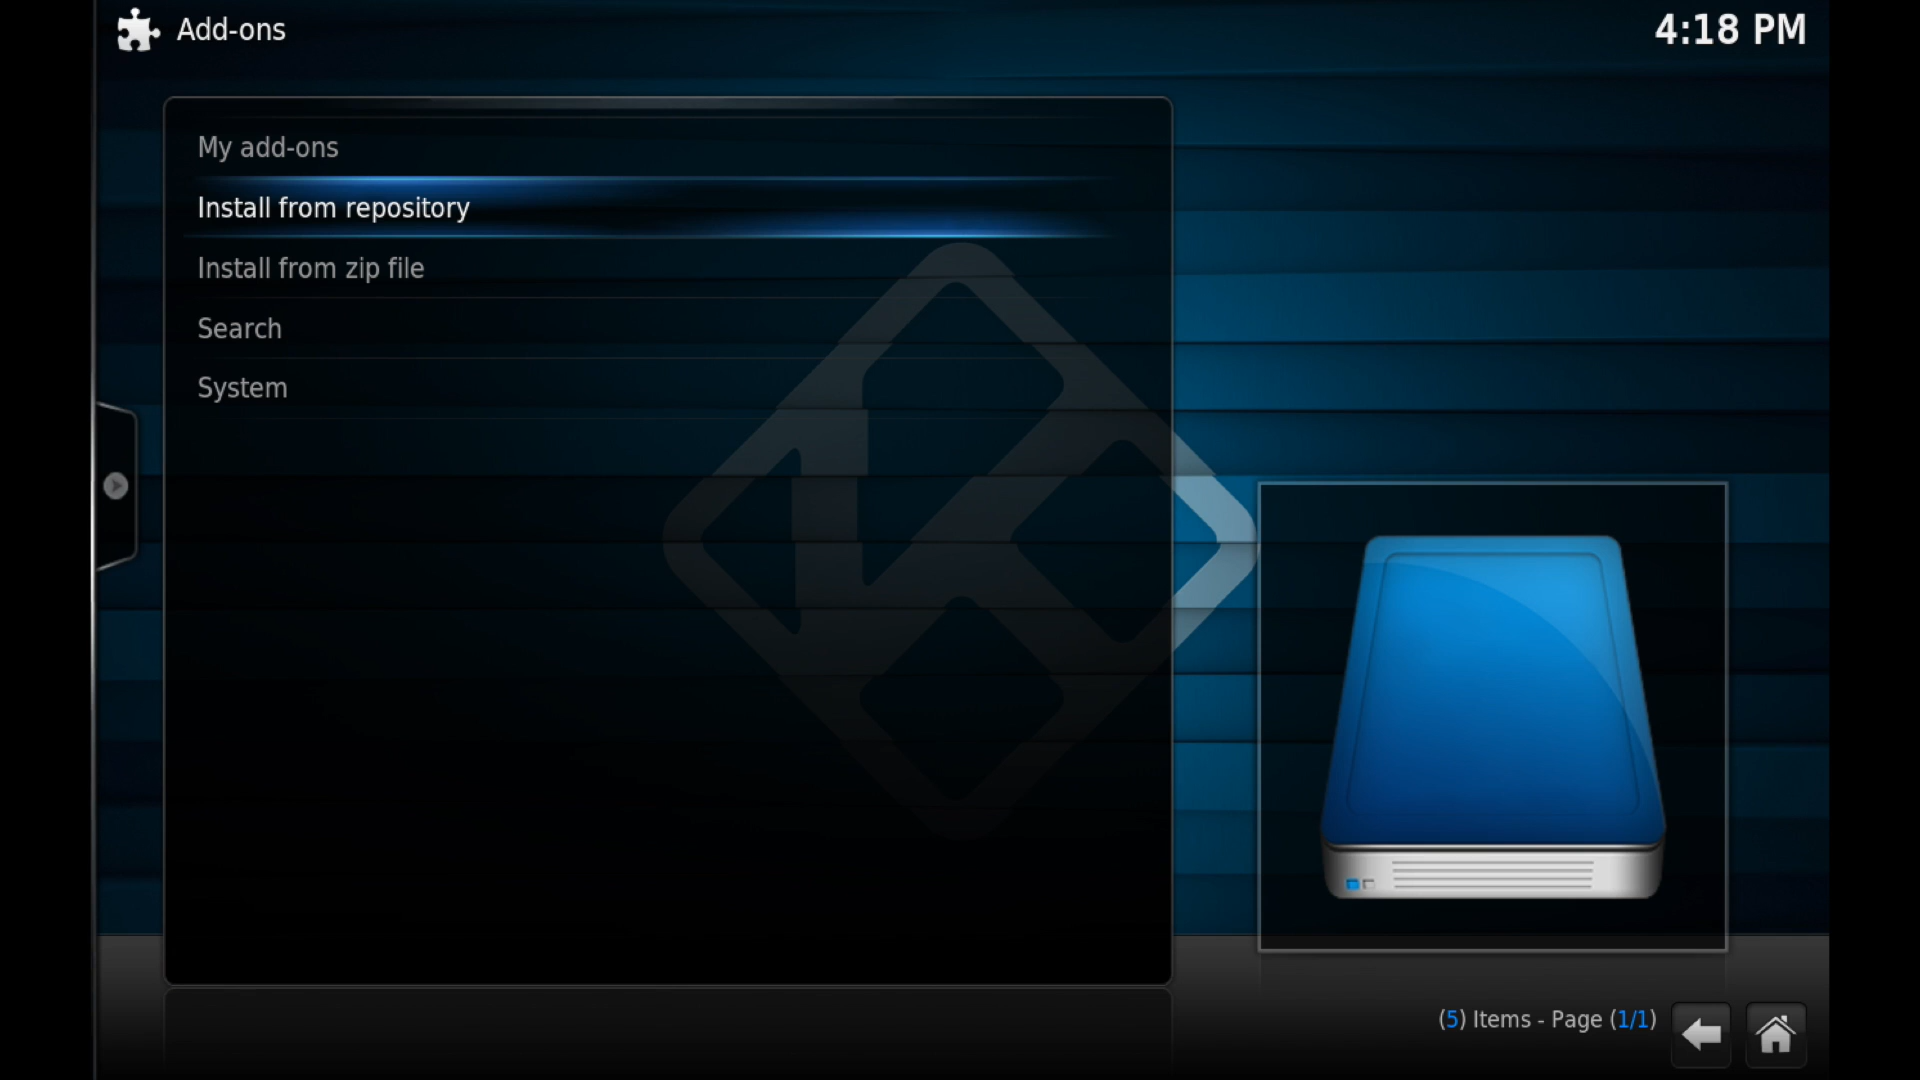 Add-ons
4:18 PM
My add-ons
Install from repository
Install from zip file
Search
System
(5) Items - Page (1/1)